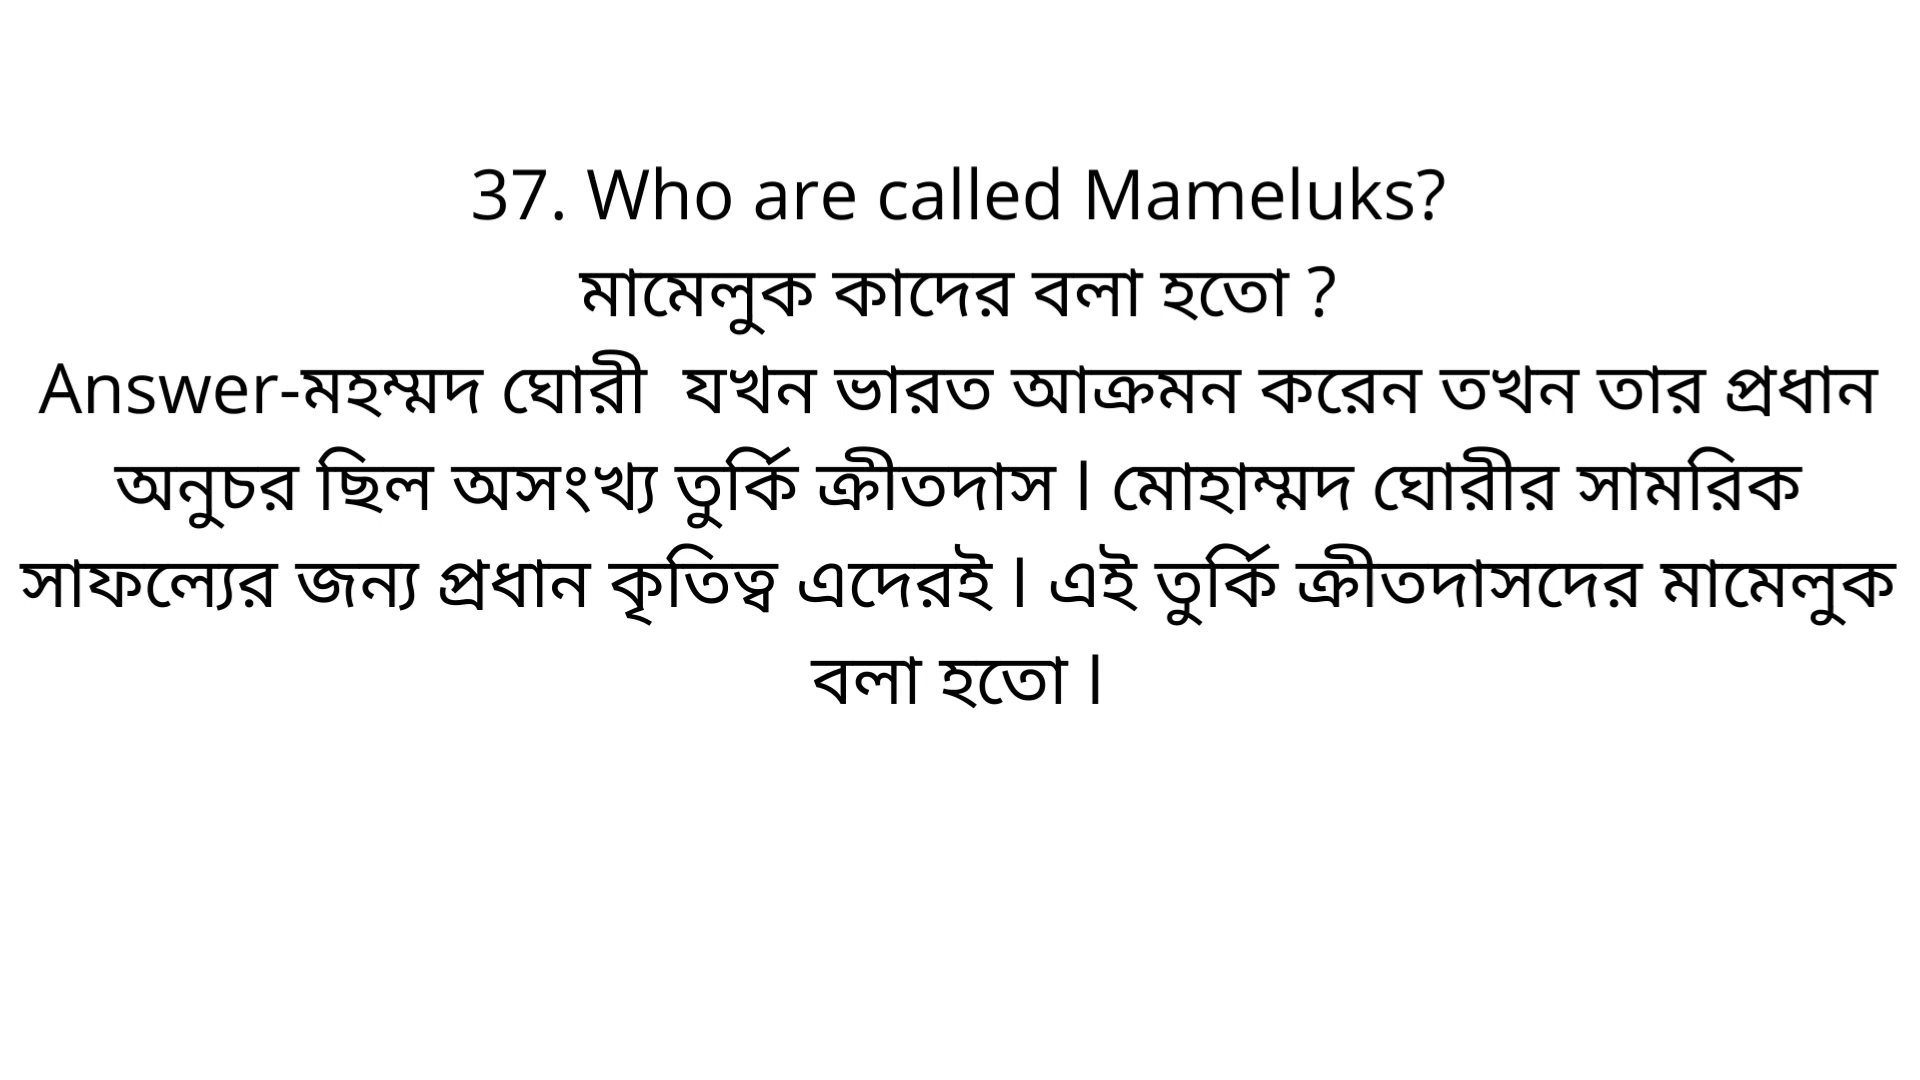 37. Who are called Mameluks?
মামেলুক কাদের বলা হতো ?
Answer-মহম্মদ ঘোরী  যখন ভারত আক্রমন করেন তখন তার প্রধান
অনুচর ছিল অসংখ্য তুর্কি ক্রীতদাস l মোহাম্মদ ঘোরীর সামরিক
সাফল্যের জন্য প্রধান কৃতিত্ব এদেরই l এই তুর্কি ক্রীতদাসদের মামেলুক
বলা হতো l